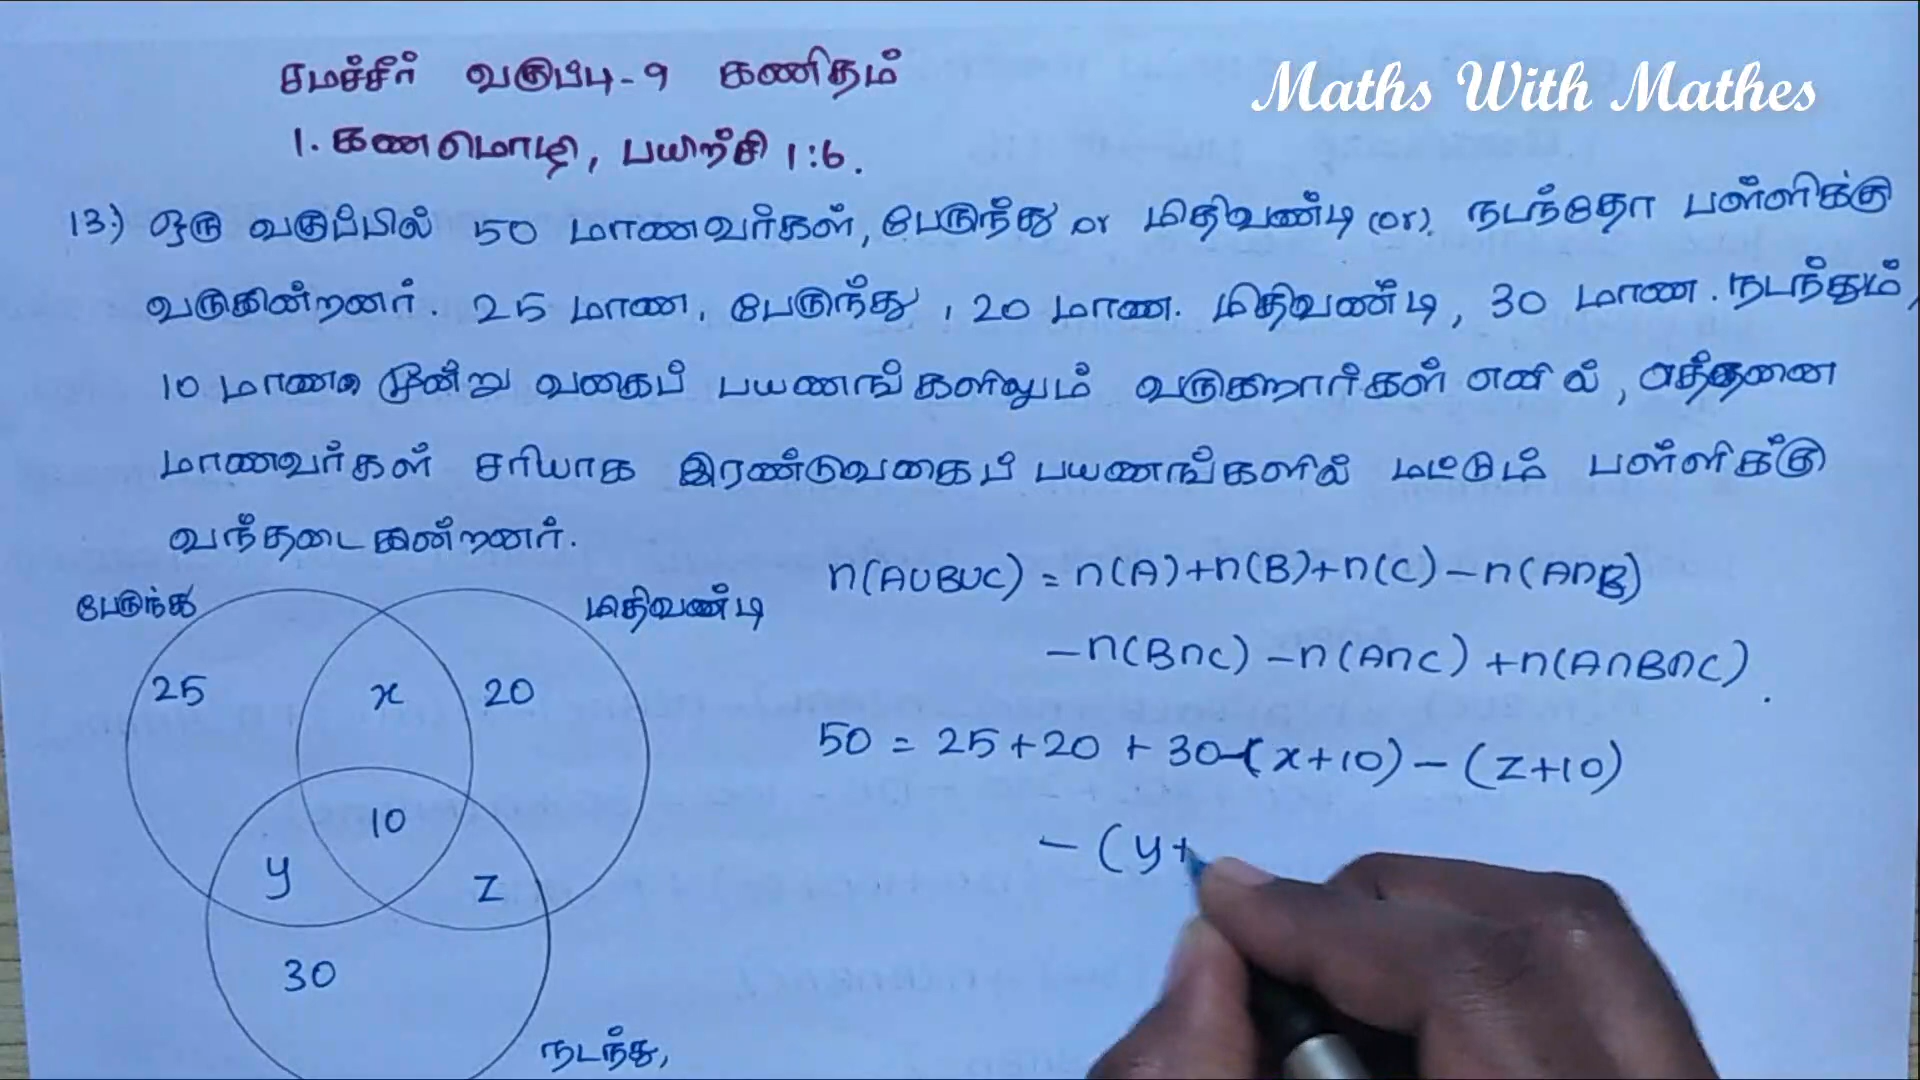 சமச்சீர் வகுப்பு - 9 கணிதம்
Maths With Mathes
1. கணமொழி, பயிற்சி 1:6.
13.) ஒரு வகுப்பில் 50 மாணவர்கள், பேருந்து or மிதிவண்டி (or). நடந்தோ பள்ளிக்கு
வருகின்றனர். 25 மாண. பேருந்து, 20 மாண. மிதிவண்டி, 30 மாண. நடந்தும்,
10 மாண மூன்று வகைப் பயணங்களிலும் வருகிறார்கள் எனில், எத்தனை
மாணவர்கள் சரியாக இரண்டுவகைப் பயணங்களில் மட்டும் பள்ளிக்கு
வந்தடைகின்றனர்.
n(A∪B∪C) = n(A)+n(B)+n(C)-n(A∩B)
-n(B∩C) -n(A∩C) +n(A∩B∩C).
50 = 25+20 + 30-(x+10) - (z+10)
- (y+
பேருந்து
மிதிவண்டி
25 x 20
10
y z
30
நடந்து,